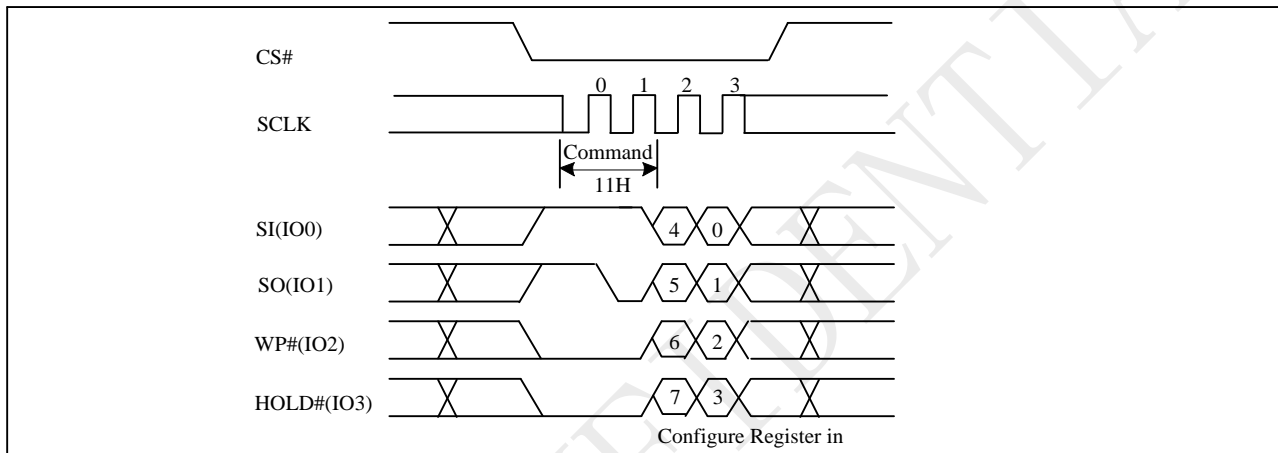 CS#
0 1 2 3
SCLK
Command
11H
SI(IO0) 4 0
SO(IO1) 5 1
WP#(IO2) 6 2
HOLD#(IO3) 7 3
Configure Register in